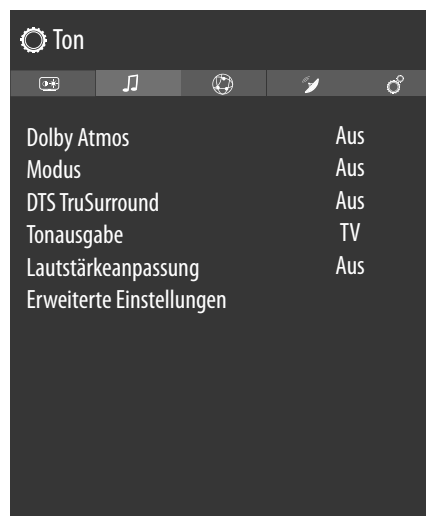 Ton
Dolby Atmos Aus
Modus Aus
DTS TruSurround Aus
Tonausgabe TV
Lautstärkeanpassung Aus
Erweiterte Einstellungen